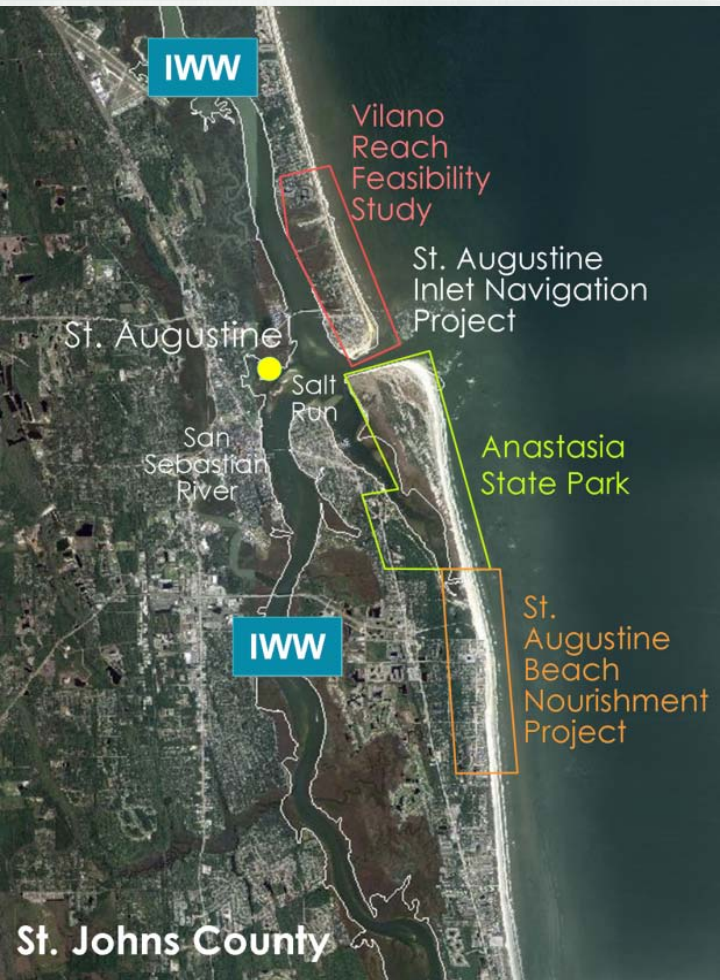 IWW
Vilano
Reach
Feasibility
Study
St. Augustine
Inlet Navigation
Project
St. Augustine
Salt
Run
San
Sebastian
River
Anastasia
State Park
IWW
St.
Augustine
Beach
Nourishment
Project
St. Johns County